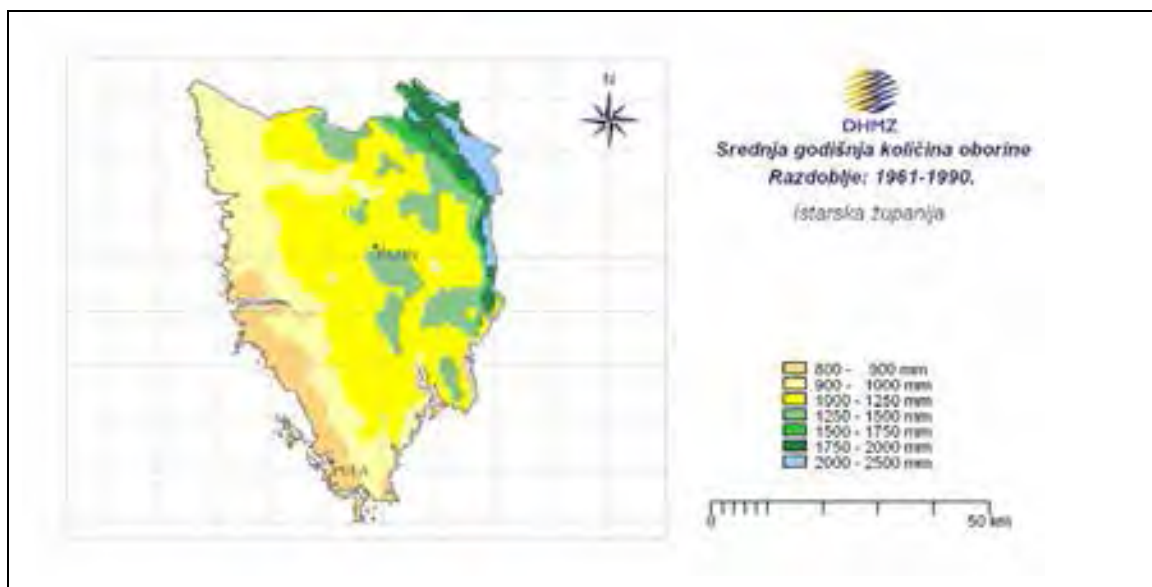 N
PAZIN
PULA
DHMZ
Srednja godišnja količina oborine
Razdoblje: 1961-1990.
Istarska županija
800 - 900 mm
900 - 1000 mm
1000 - 1250 mm
1250 - 1500 mm
1500 - 1750 mm
1750 - 2000 mm
2000 - 2500 mm
0 50 km